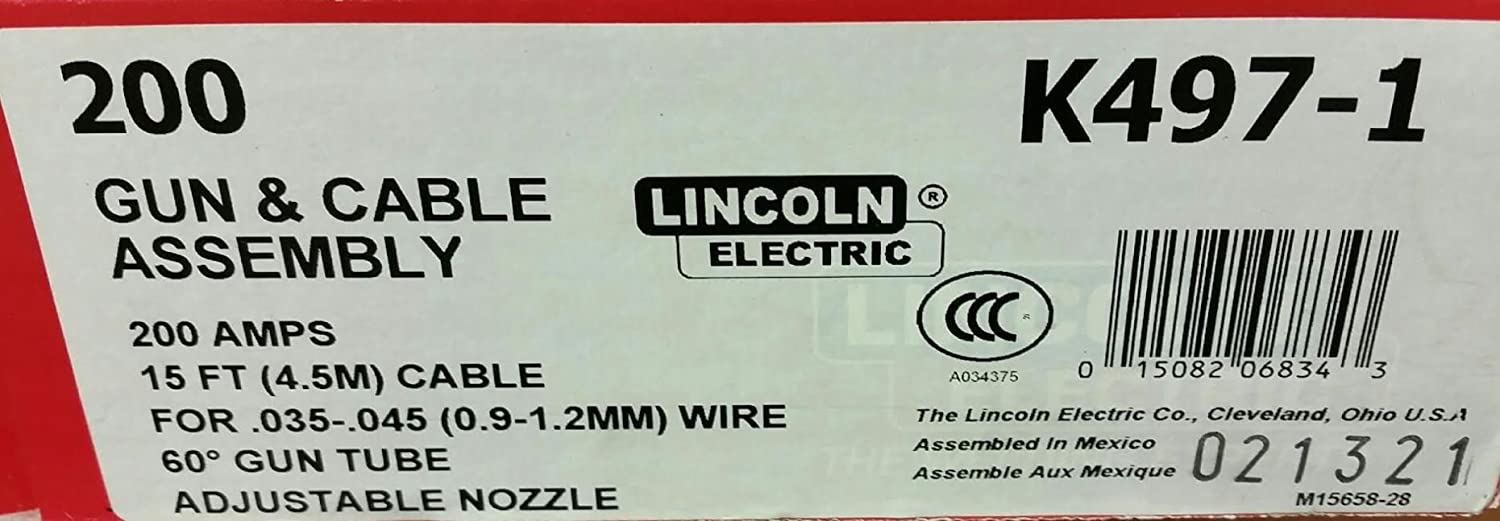 200
K497-1
GUN & CABLE
ASSEMBLY
LINCOLN ®
ELECTRIC
200 AMPS
15 FT (4.5M) CABLE
FOR .035-.045 (0.9-1.2MM) WIRE
60° GUN TUBE
ADJUSTABLE NOZZLE
CCC ®
A034375
0 15082 06834 3
The Lincoln Electric Co., Cleveland, Ohio U.S.A
Assembled In Mexico
Assemble Aux Mexique
021321
M15658-28